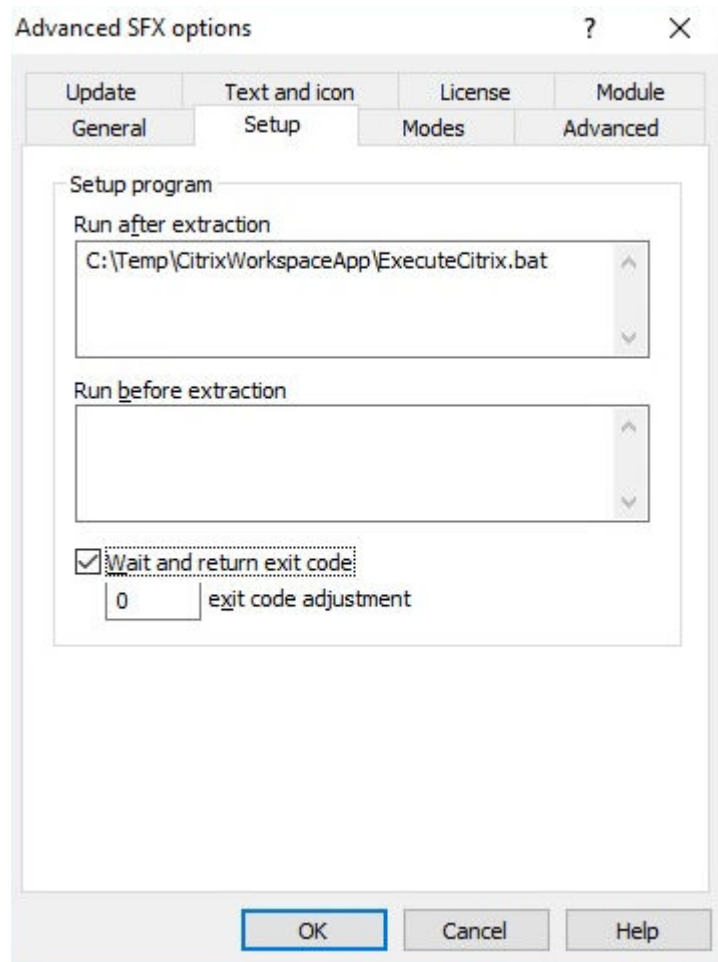 Advanced SFX options ?
Update Text and icon License Module
General Setup Modes Advanced
Setup program
Run after extraction
C:\Temp\CitrixWorkspaceApp\ExecuteCitrix.bat
Run before extraction
Wait and return exit code
0 exit code adjustment
OK Cancel Help